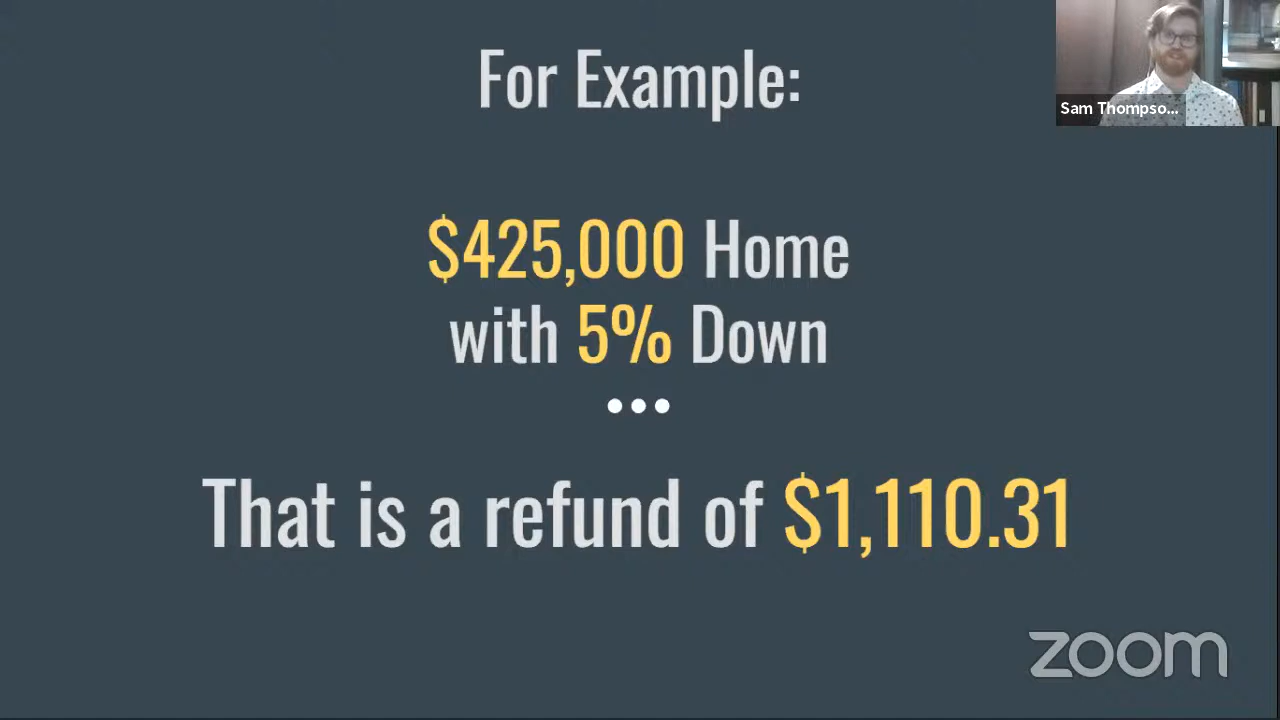 For Example:
Sam Thompso...
$425,000 Home
with 5% Down
That is a refund of $1,110.31
zoom